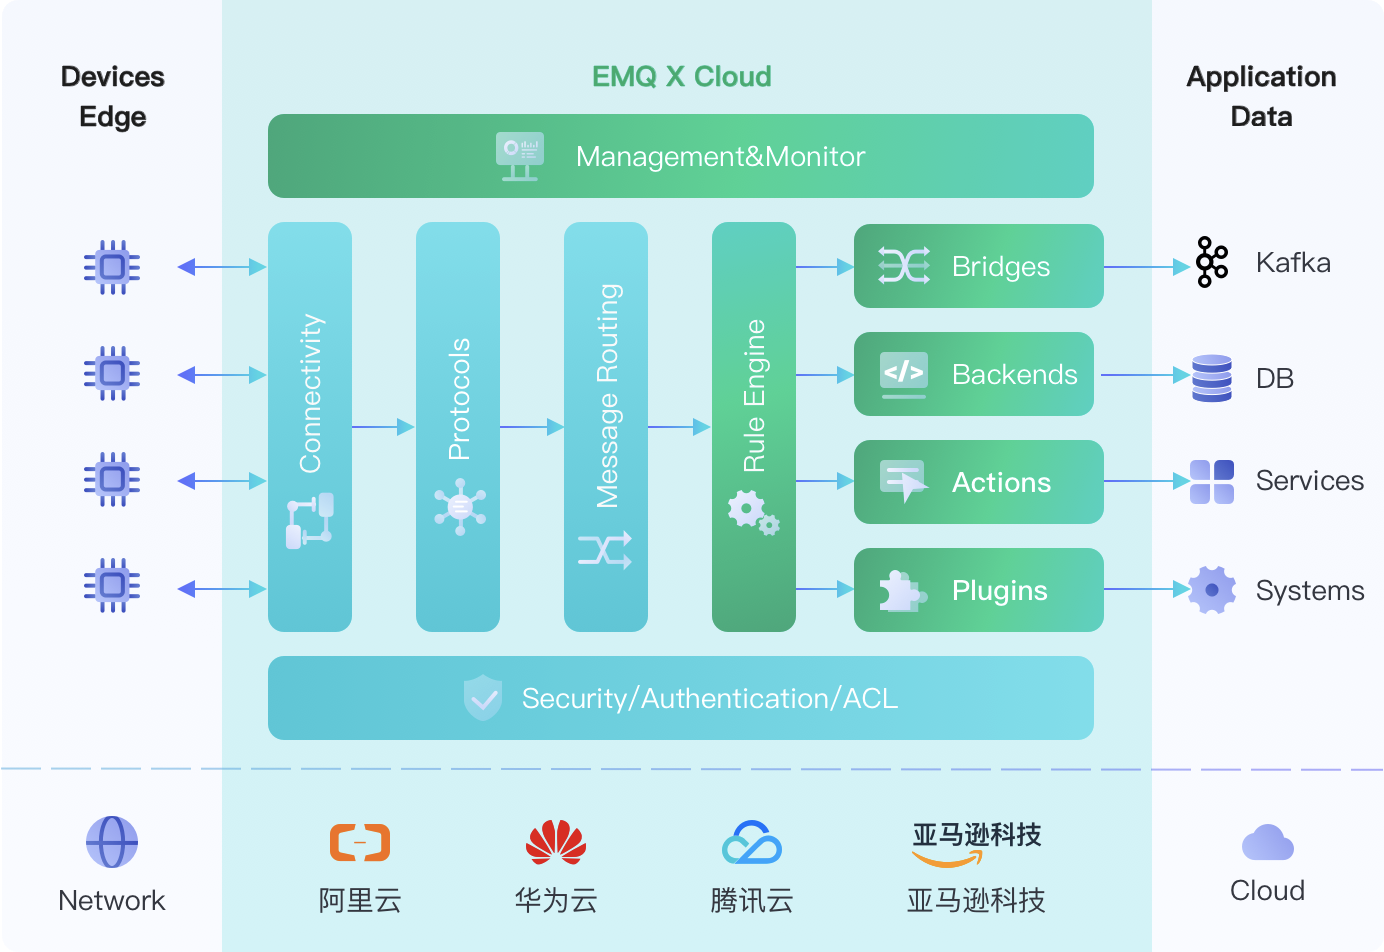 Devices
Edge
EMQ X Cloud
Application
Data
Management&Monitor
Connectivity
Protocols
Message Routing
Rule Engine
Bridges
Kafka
</>
Backends
DB
Actions
Services
Plugins
Systems
Security/Authentication/ACL
亚马逊科技
Network
阿里云
华为云
腾讯云
亚马逊科技
Cloud